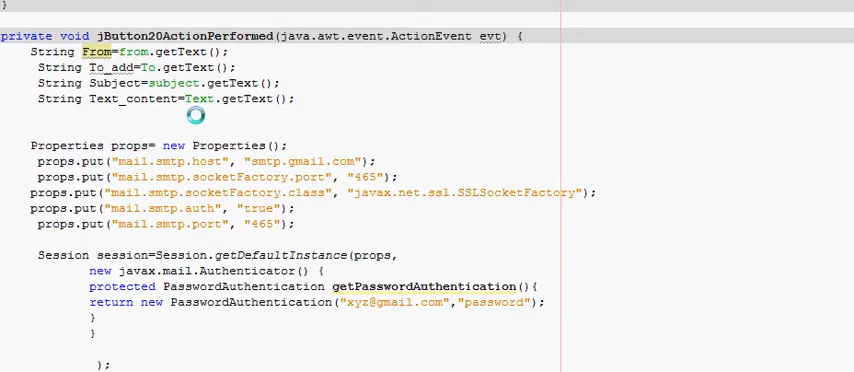 }
private void jButton20ActionPerformed(java.awt.event.ActionEvent evt) {
String From=from.getText();
String To_add=To.getText();
String Subject=subject.getText();
String Text_content=Text.getText();
Properties props= new Properties();
props.put("mail.smtp.host", "smtp.gmail.com");
props.put("mail.smtp.socketFactory.port", "465");
props.put("mail.smtp.socketFactory.class", "javax.net.ssl.SSLSocketFactory");
props.put("mail.smtp.auth", "true");
props.put("mail.smtp.port", "465");
Session session=Session.getDefaultInstance(props,
new javax.mail.Authenticator() {
protected PasswordAuthentication getPasswordAuthentication(){
return new PasswordAuthentication("xyz@gmail.com","password");
}
}
);